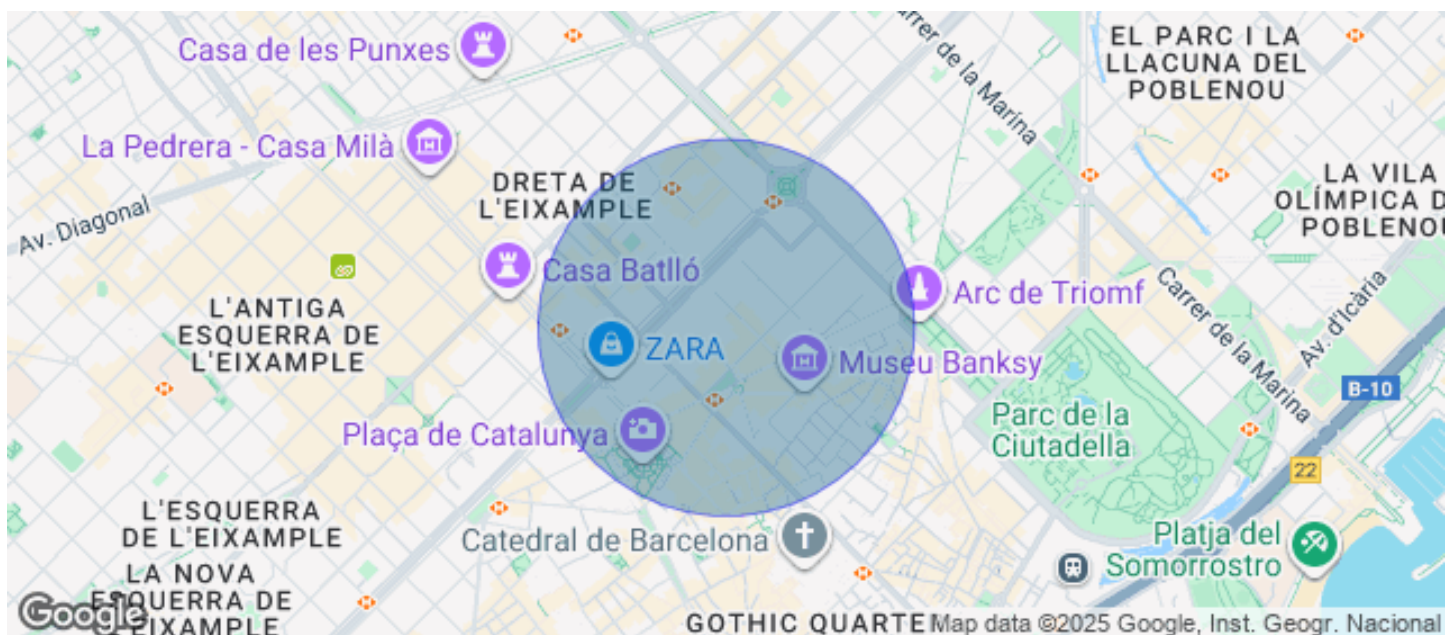 Casa de les Punxes
Carrer de la Marina
EL PARC I LA
LLACUNA DEL
POBLENOU
La Pedrera - Casa Milà
DRETA DE
L'EIXAMPLE
LA VILA
OLÍMPICA D
POBLENOU
Av. Diagonal
Casa Batlló
Arc de Triomf
L'ANTIGA
ESQUERRA DE
L'EIXAMPLE
ZARA
Museu Banksy
Carrer de la Marina
Av. d'Icària
B-10
Plaça de Catalunya
Parc de la
Ciutadella
22
L'ESQUERRA
DE L'EIXAMPLE
Catedral de Barcelona
Platja del
Somorrostro
LA NOVA
ESQUERRA DE
L'EIXAMPLE
Google
GOTHIC QUARTE
Map data ©2025 Google, Inst. Geogr. Nacional